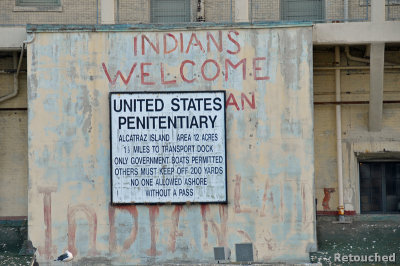 INDIANS
WELCOME
UNITED STATES
PENITENTIARY
ALCATRAZ ISLAND AREA 12 ACRES
1½ MILES TO TRANSPORT DOCK
ONLY GOVERNMENT BOATS PERMITTED
OTHERS MUST KEEP OFF 200 YARDS
NO ONE ALLOWED ASHORE
WITHOUT A PASS
INDIAN
Retouched